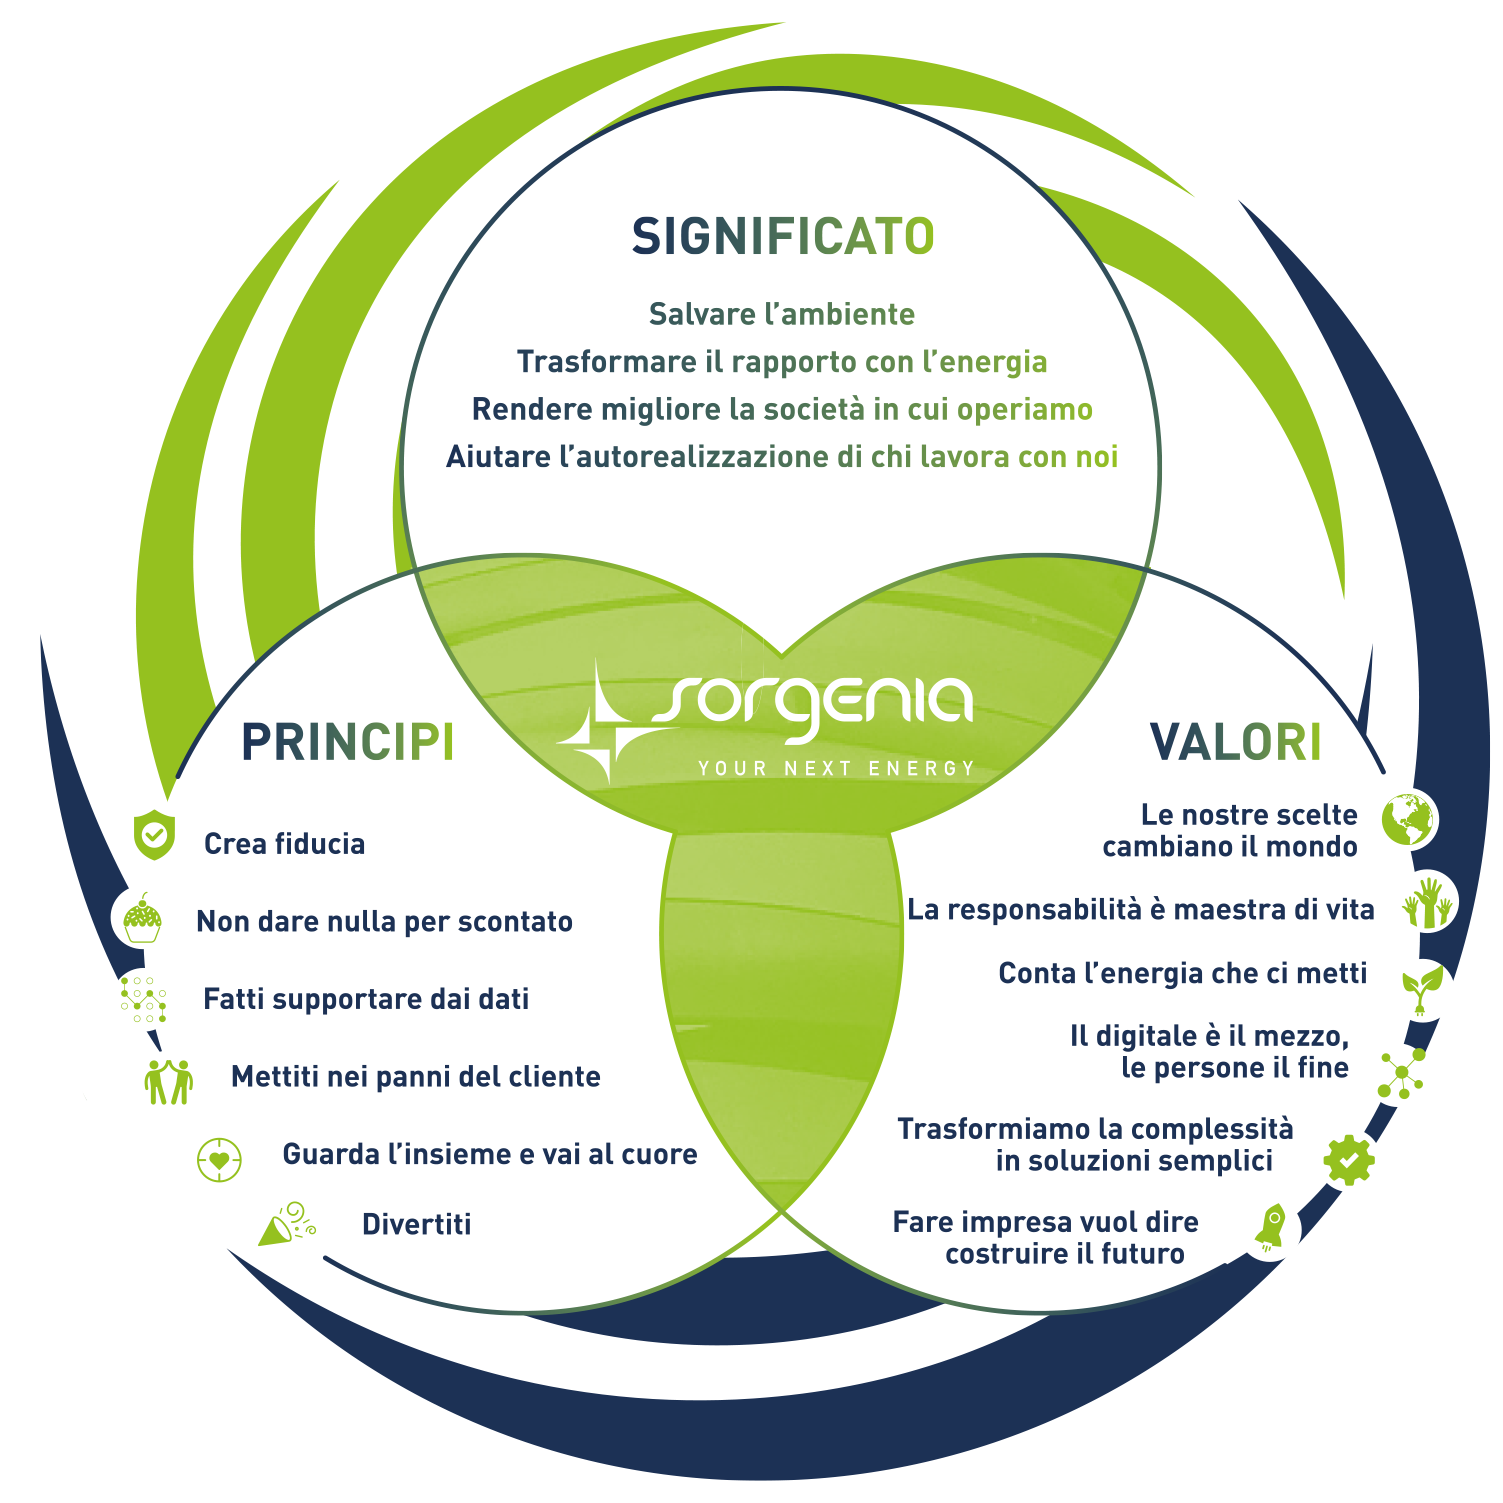 SIGNIFICATO
Salvare l’ambiente
Trasformare il rapporto con l’energia
Rendere migliore la società in cui operiamo
Aiutare l’autorealizzazione di chi lavora con noi
sorgenia
YOUR NEXT ENERGY
PRINCIPI
Crea fiducia
Non dare nulla per scontato
Fatti supportare dai dati
Mettiti nei panni del cliente
Guarda l’insieme e vai al cuore
Divertiti
VALORI
Le nostre scelte
cambiano il mondo
La responsabilità è maestra di vita
Conta l’energia che ci metti
Il digitale è il mezzo,
le persone il fine
Trasformiamo la complessità
in soluzioni semplici
Fare impresa vuol dire
costruire il futuro